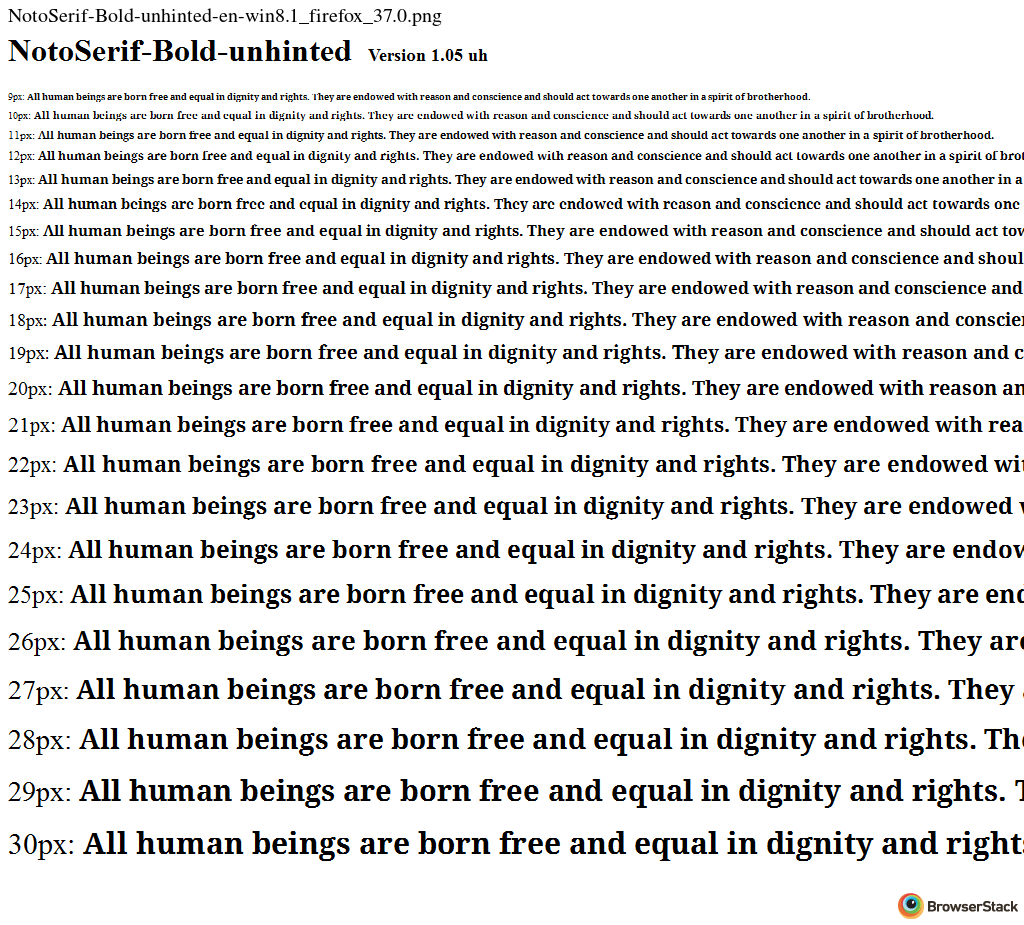 NotoSerif-Bold-unhinted-en-win8.1_firefox_37.0.png
NotoSerif-Bold-unhinted Version 1.05 uh
9px: All human beings are born free and equal in dignity and rights. They are endowed with reason and conscience and should act towards one another in a spirit of brotherhood.
10px: All human beings are born free and equal in dignity and rights. They are endowed with reason and conscience and should act towards one another in a spirit of brotherhood.
11px: All human beings are born free and equal in dignity and rights. They are endowed with reason and conscience and should act towards one another in a spirit of brotherhood.
12px: All human beings are born free and equal in dignity and rights. They are endowed with reason and conscience and should act towards one another in a spirit of bro
13px: All human beings are born free and equal in dignity and rights. They are endowed with reason and conscience and should act towards one another in a
14px: All human beings are born free and equal in dignity and rights. They are endowed with reason and conscience and should act towards one
15px: All human beings are born free and equal in dignity and rights. They are endowed with reason and conscience and should act tow
16px: All human beings are born free and equal in dignity and rights. They are endowed with reason and conscience and shoul
17px: All human beings are born free and equal in dignity and rights. They are endowed with reason and conscience and
18px: All human beings are born free and equal in dignity and rights. They are endowed with reason and conscie
19px: All human beings are born free and equal in dignity and rights. They are endowed with reason and c
20px: All human beings are born free and equal in dignity and rights. They are endowed with reason an
21px: All human beings are born free and equal in dignity and rights. They are endowed with rea
22px: All human beings are born free and equal in dignity and rights. They are endowed wi
23px: All human beings are born free and equal in dignity and rights. They are endowed
24px: All human beings are born free and equal in dignity and rights. They are endow
25px: All human beings are born free and equal in dignity and rights. They are end
26px: All human beings are born free and equal in dignity and rights. They are
27px: All human beings are born free and equal in dignity and rights. They
28px: All human beings are born free and equal in dignity and rights. Th
29px: All human beings are born free and equal in dignity and rights. T
30px: All human beings are born free and equal in dignity and rights
BrowserStack